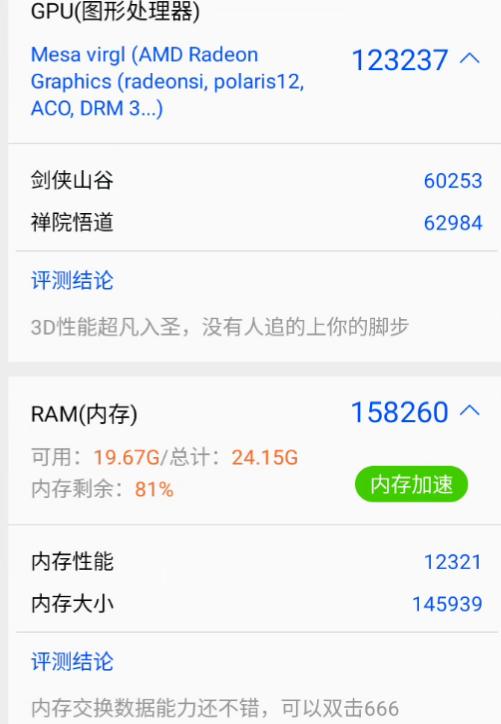 GPU(图形处理器)
Mesa virgl (AMD Radeon 123237
Graphics (radeonsi, polaris12,
ACO, DRM 3...)
剑侠山谷 60253
禅院悟道 62984
评测结论
3D性能超凡入圣，没有人追的上你的脚步
RAM(内存) 158260
可用：19.67G/总计：24.15G
内存剩余：81% 内存加速
内存性能 12321
内存大小 145939
评测结论
内存交换数据能力还不错，可以双击666